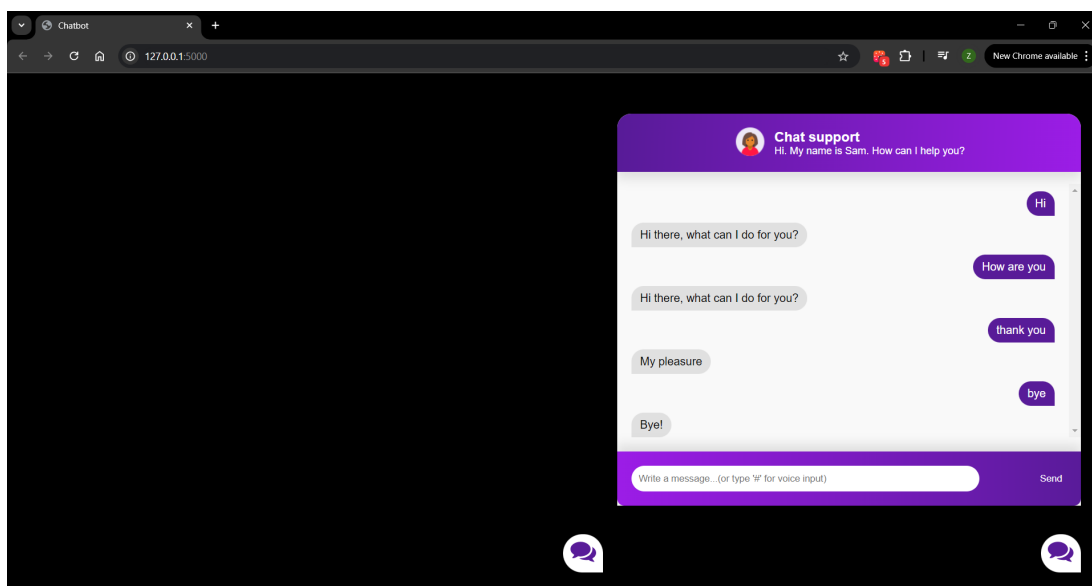 Chatbot
127.0.0.1:5000
S
Z
New Chrome available
Chat support
Hi. My name is Sam. How can I help you?
Hi
Hi there, what can I do for you?
How are you
Hi there, what can I do for you?
thank you
My pleasure
bye
Bye!
Write a message...(or type '#' for voice input)
Send